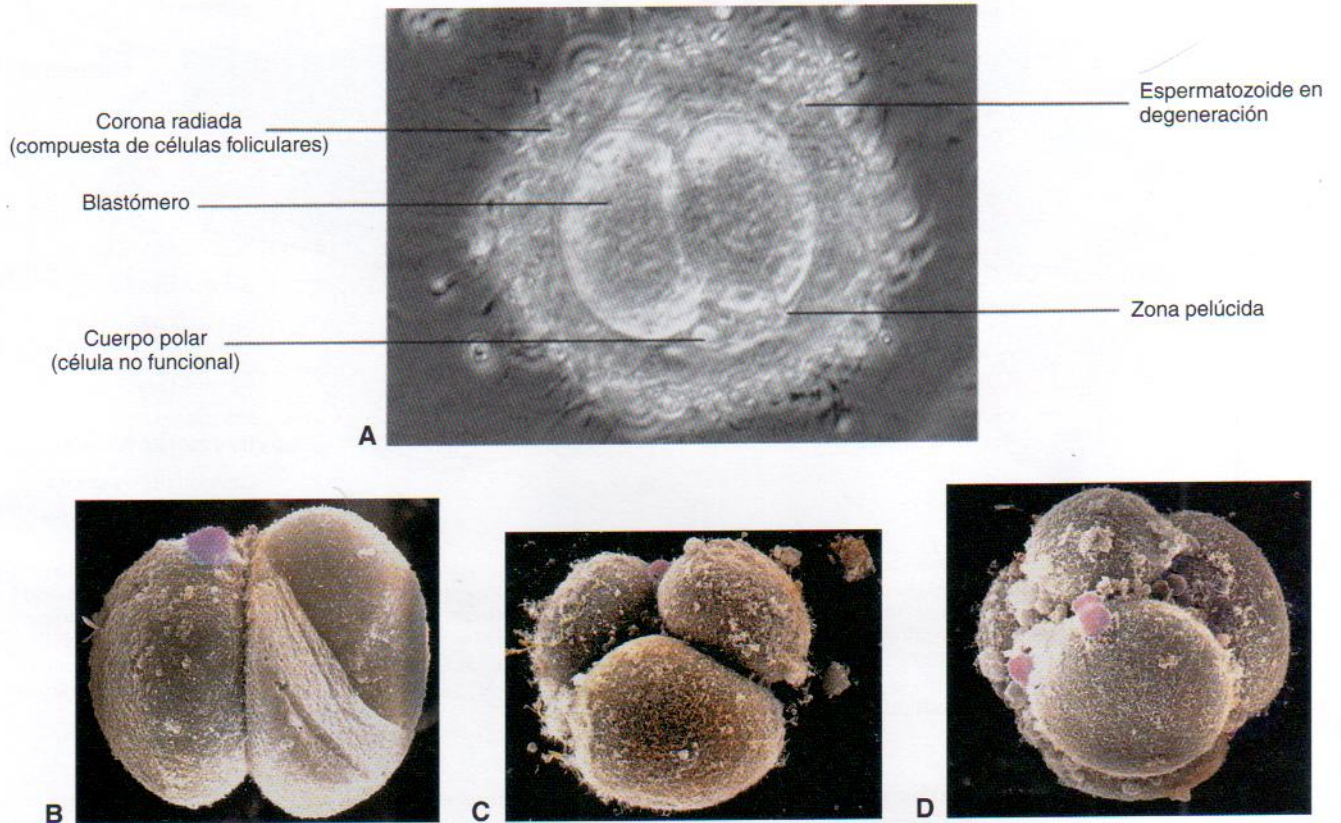 Corona radiada
(compuesta de células foliculares)
Blastómero
Cuerpo polar
(célula no funcional)
Espermatozoide en
degeneración
Zona pelúcida
A
B
C
D